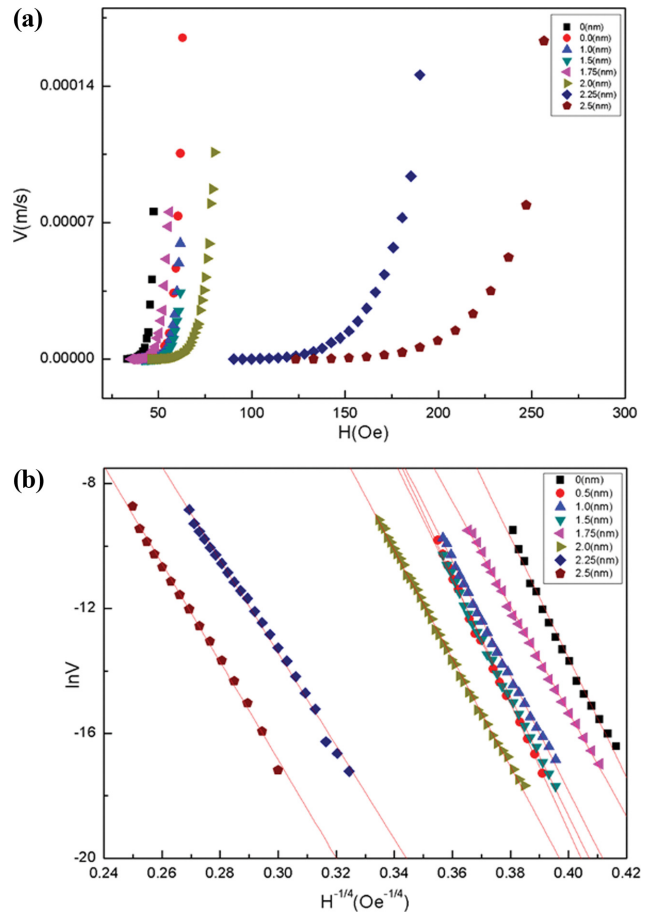 (a)
0(nm)
0.0(nm)
1.0(nm)
1.5(nm)
1.75(nm)
2.0(nm)
2.25(nm)
2.5(nm)
0.00014
0.00007
0.00000
V(m/s)
50 100 150 200 250 300
H(Oe)
(b)
0(nm)
0.5(nm)
1.0(nm)
1.5(nm)
1.75(nm)
2.0(nm)
2.25(nm)
2.5(nm)
-8
-12
-16
-20
lnV
0.24 0.26 0.28 0.30 0.32 0.34 0.36 0.38 0.40 0.42
H-1/4(Oe-1/4)